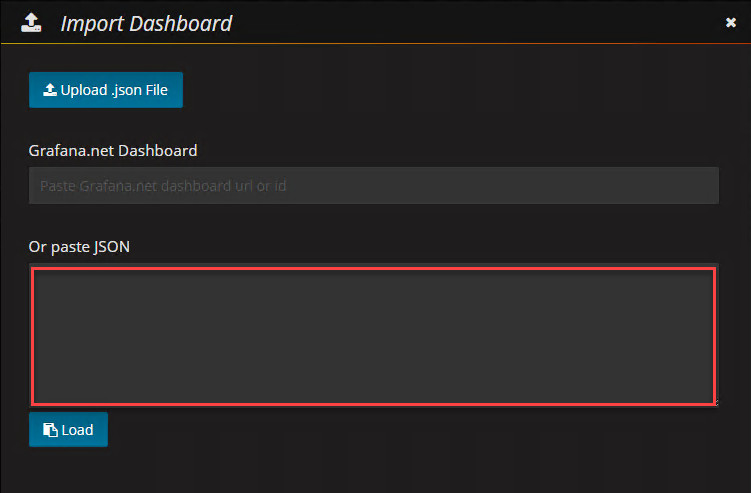 Import Dashboard
Upload .json File
Grafana.net Dashboard
Paste Grafana.net dashboard url or id
Or paste JSON
Load